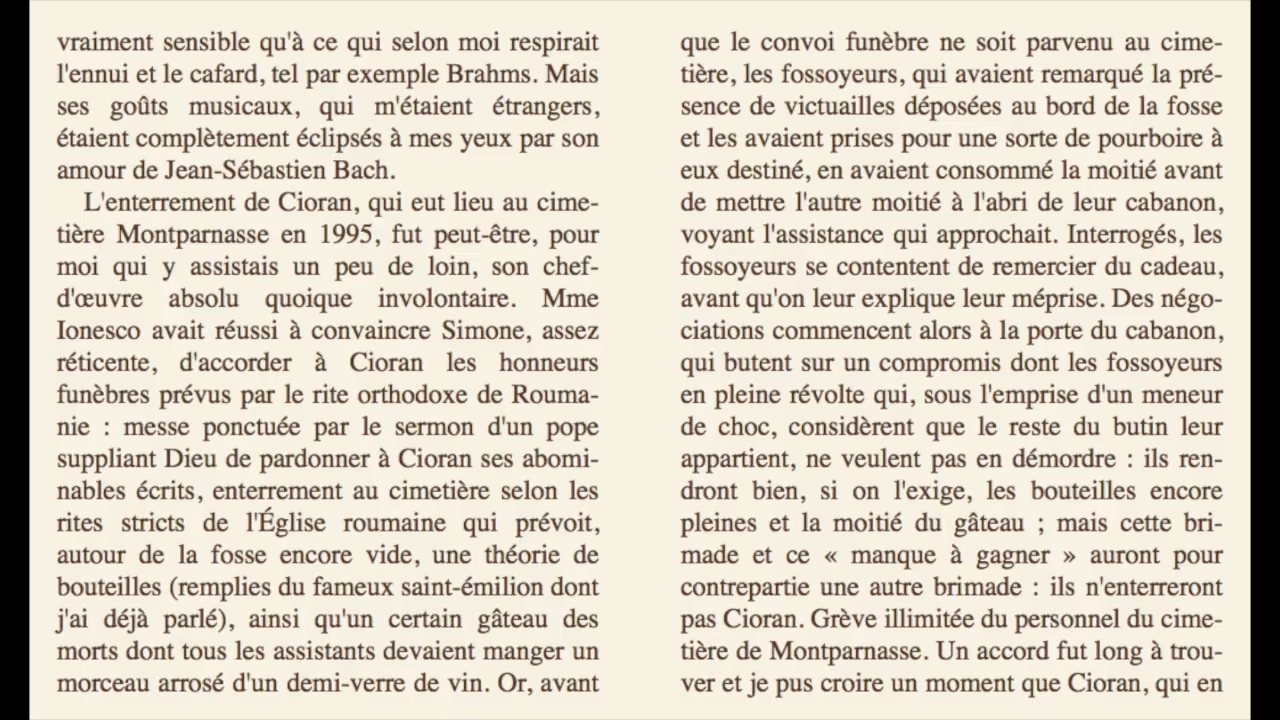 vraiment sensible qu'à ce qui selon moi respirait
l'ennui et le cafard, tel par exemple Brahms. Mais
ses goûts musicaux, qui m'étaient étrangers,
étaient complètement éclipsés à mes yeux par son
amour de Jean-Sébastien Bach.
L'enterrement de Cioran, qui eut lieu au cime-
tière Montparnasse en 1995, fut peut-être, pour
moi qui y assistais un peu de loin, son chef-
d'œuvre absolu quoique involontaire. Mme
Ionesco avait réussi à convaincre Simone, assez
réticente, d'accorder à Cioran les honneurs
funèbres prévus par le rite orthodoxe de Rouma-
nie : messe ponctuée par le sermon d'un pope
suppliant Dieu de pardonner à Cioran ses abomi-
nables écrits, enterrement au cimetière selon les
rites stricts de l'Église roumaine qui prévoit,
autour de la fosse encore vide, une théorie de
bouteilles (remplies du fameux saint-émilion dont
j'ai déjà parlé), ainsi qu'un certain gâteau des
morts dont tous les assistants devaient manger un
morceau arrosé d'un demi-verre de vin. Or, avant
que le convoi funèbre ne soit parvenu au cime-
tière, les fossoyeurs, qui avaient remarqué la pré-
sence de victuailles déposées au bord de la fosse
et les avaient prises pour une sorte de pourboire à
eux destiné, en avaient consommé la moitié avant
de mettre l'autre moitié à l'abri de leur cabanon,
voyant l'assistance qui approchait. Interrogés, les
fossoyeurs se contentent de remercier du cadeau,
avant qu'on leur explique leur méprise. Des négo-
ciations commencent alors à la porte du cabanon,
qui butent sur un compromis dont les fossoyeurs
en pleine révolte qui, sous l'emprise d'un meneur
de choc, considèrent que le reste du butin leur
appartient, ne veulent pas en démordre : ils ren-
dront bien, si on l'exige, les bouteilles encore
pleines et la moitié du gâteau ; mais cette bri-
made et ce « manque à gagner » auront pour
contrepartie une autre brimade : ils n'enterreront
pas Cioran. Grève illimitée du personnel du cime-
tière de Montparnasse. Un accord fut long à trou-
ver et je pus croire un moment que Cioran, qui en